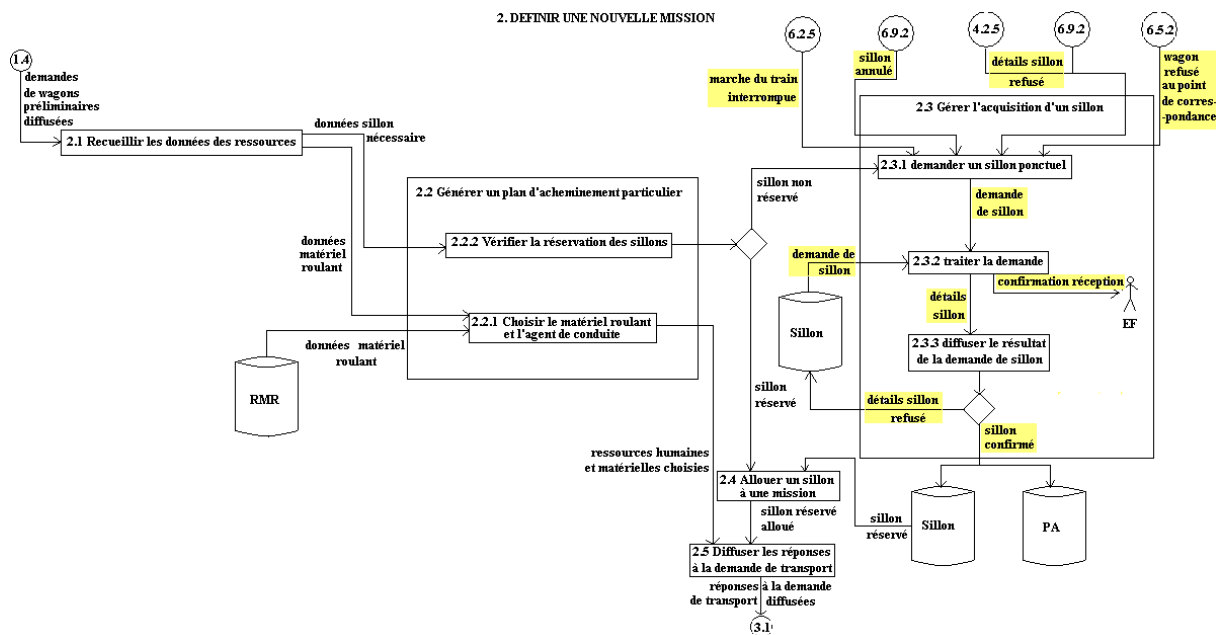 2. DEFINIR UNE NOUVELLE MISSION
6.2.5
6.9.2
4.2.5
6.9.2
6.5.2
1.4
demandes
de wagons
préliminaires
diffusées
marche du train
interrompue
sillon
annulé
détails sillon
refusé
wagon
refusé
au point
de corres-
-pondance
2.3 Gérer l'acquisition d'un sillon
2.1 Recueillir les données des ressources
données sillon
nécessaire
2.2 Générer un plan d'acheminement particulier
sillon non
réservé
2.3.1 demander un sillon ponctuel
demande
de sillon
2.2.2 Vérifier la réservation des sillons
données
matériel
roulant
demande de
sillon
2.3.2 traiter la demande
confirmation réception
EF
détails
sillon
Sillon
2.2.1 Choisir le matériel roulant
et l'agent de conduite
données matériel
roulant
RMR
2.3.3 diffuser le résultat
de la demande de sillon
sillon
réservé
détails sillon
refusé
sillon
confirmé
ressources humaines
et matérielles choisies
2.4 Allouer un sillon
à une mission
sillon réservé
alloué
sillon
réservé
Sillon
PA
2.5 Diffuser les réponses
à la demande de transport
réponses à la demande
de transport diffusées
3.1